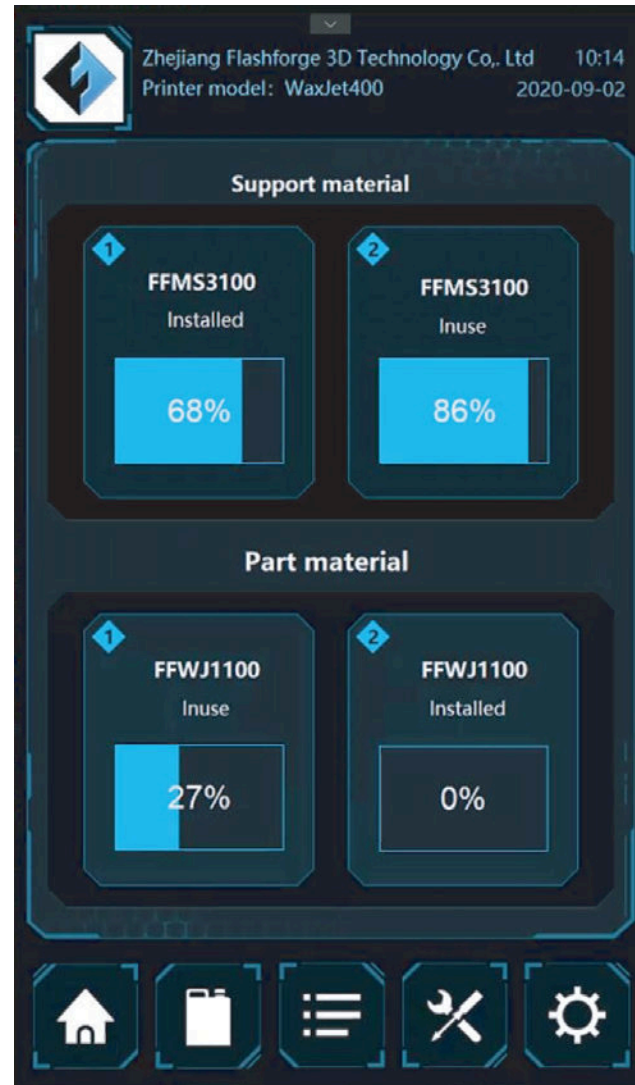 Zhejiang Flashforge 3D Technology Co,. Ltd 10:14
Printer model: WaxJet400 2020-09-02
Support material
1
FFMS3100
Installed
68%
2
FFMS3100
Inuse
86%
Part material
1
FFWJ1100
Inuse
27%
2
FFWJ1100
Installed
0%